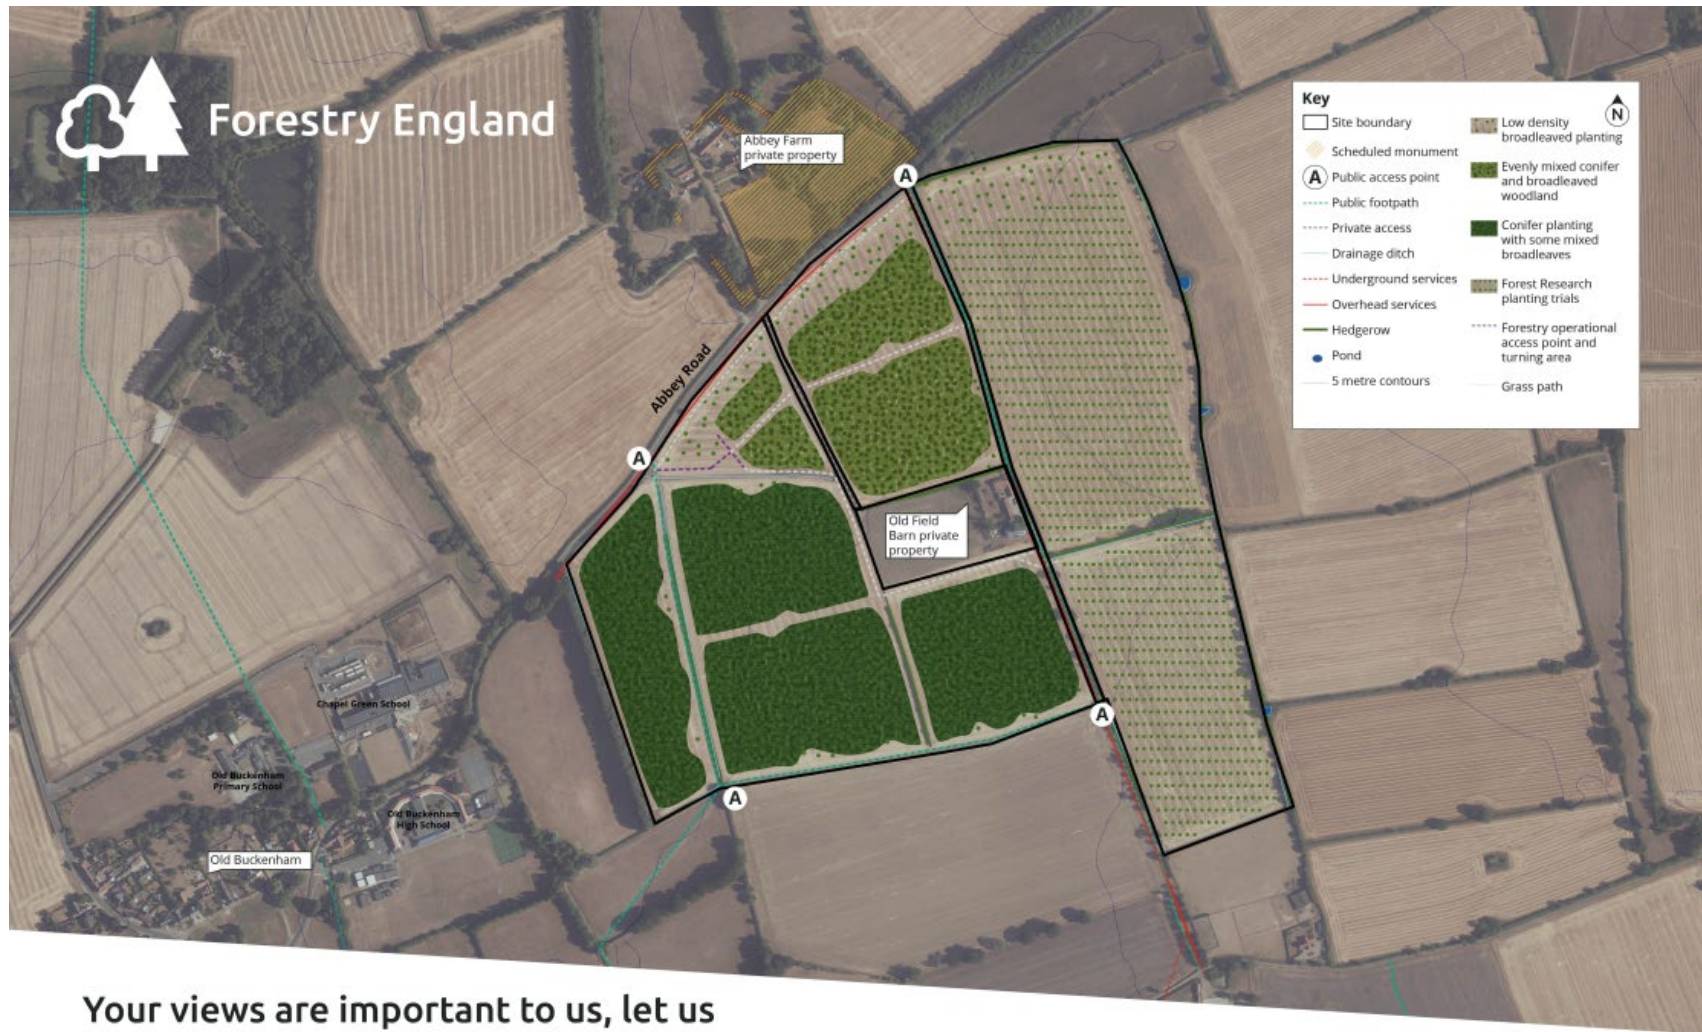 Forestry England
Abbey Farm
private property
A
Key
N
Site boundary
Scheduled monument
A Public access point
Public footpath
Private access
Drainage ditch
Underground services
Overhead services
Hedgerow
Pond
5 metre contours
Low density
broadleaved planting
Evenly mixed conifer
and broadleaved
woodland
Conifer planting
with some mixed
broadleaves
Forest Research
planting trials
Forestry operational
access point and
turning area
Grass path
Abbey Road
A
Old Field
Barn private
property
Chapel Green School
A
Old Buckenham
Primary School
A
Old Buckenham
High School
Old Buckenham
Your views are important to us, let us